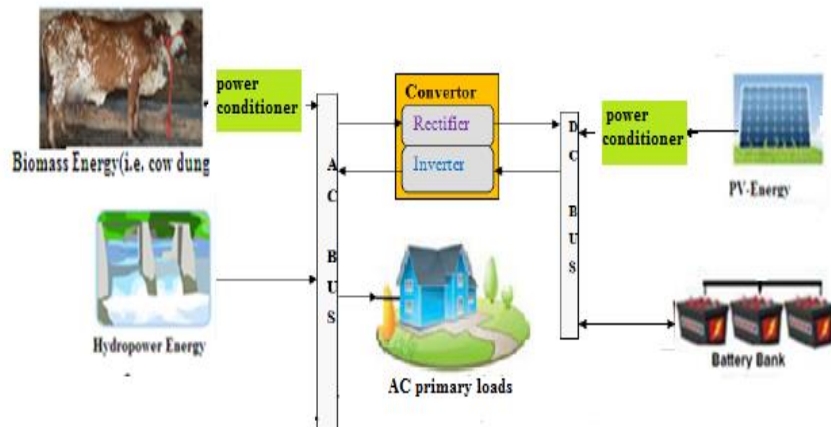 power
conditioner
Biomass Energy(i.e. cow dung
Hydropower Energy
A
C
B
U
S
Convertor
Rectifier
Inverter
AC primary loads
D
C
B
U
S
power
conditioner
PV-Energy
Battery Bank